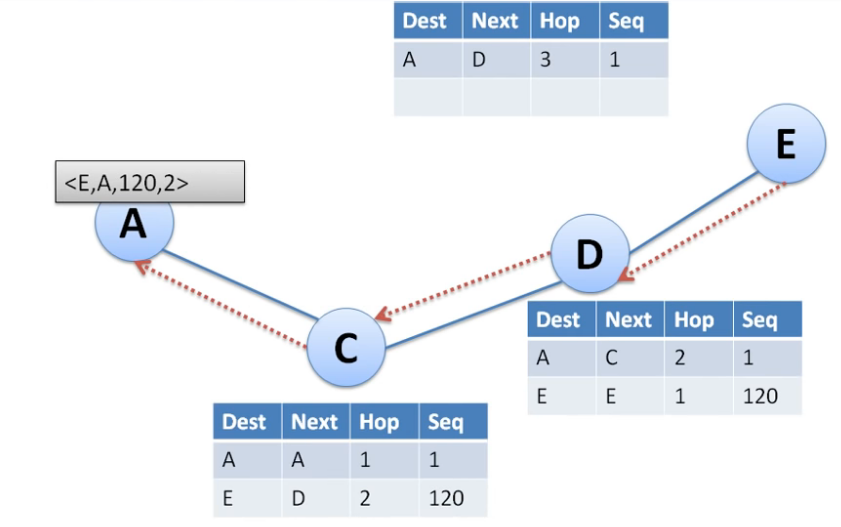 Dest Next Hop Seq
A D 3 1
E
<E,A,120,2>
A
D
C
Dest Next Hop Seq
A C 2 1
E E 1 120
Dest Next Hop Seq
A A 1 1
E D 2 120